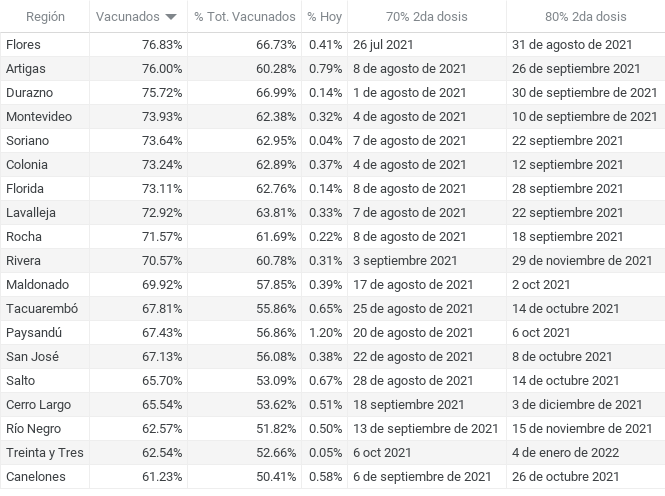 Región Vacunados % Tot. Vacunados % Hoy 70% 2da dosis 80% 2da dosis
Flores 76.83% 66.73% 0.41% 26 jul 2021 31 de agosto de 2021
Artigas 76.00% 60.28% 0.79% 8 de agosto de 2021 26 de septiembre de 2021
Durazno 75.72% 66.99% 0.14% 1 de agosto de 2021 30 de septiembre de 2021
Montevideo 73.93% 62.38% 0.32% 4 de agosto de 2021 10 de septiembre de 2021
Soriano 73.64% 62.95% 0.04% 7 de agosto de 2021 22 septiembre 2021
Colonia 73.24% 62.89% 0.37% 4 de agosto de 2021 12 septiembre 2021
Florida 73.11% 62.76% 0.14% 8 de agosto de 2021 28 septiembre 2021
Lavalleja 72.92% 63.81% 0.33% 7 de agosto de 2021 22 septiembre 2021
Rocha 71.57% 61.69% 0.22% 8 de agosto de 2021 18 septiembre 2021
Rivera 70.57% 60.78% 0.31% 3 septiembre 2021 29 de noviembre de 2021
Maldonado 69.92% 57.85% 0.39% 17 de agosto de 2021 2 oct 2021
Tacuarembó 67.81% 55.86% 0.65% 25 de agosto de 2021 14 de octubre 2021
Paysandú 67.43% 56.86% 1.20% 20 de agosto de 2021 6 oct 2021
San José 67.13% 56.08% 0.38% 22 de agosto de 2021 8 de octubre 2021
Salto 65.70% 53.09% 0.67% 28 de agosto de 2021 14 de octubre 2021
Cerro Largo 65.54% 53.62% 0.51% 18 septiembre 2021 3 de diciembre de 2021
Río Negro 62.57% 51.82% 0.50% 13 de septiembre de 2021 15 de noviembre de 2021
Treinta y Tres 62.54% 52.66% 0.05% 6 oct 2021 4 de enero de 2022
Canelones 61.23% 50.41% 0.58% 6 de septiembre de 2021 26 de octubre 2021